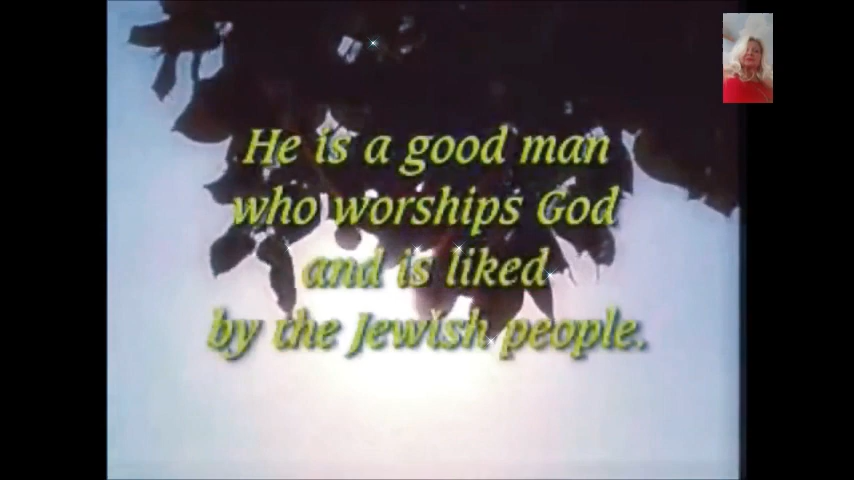 He is a good man
who worships God
and is liked
by the Jewish people.